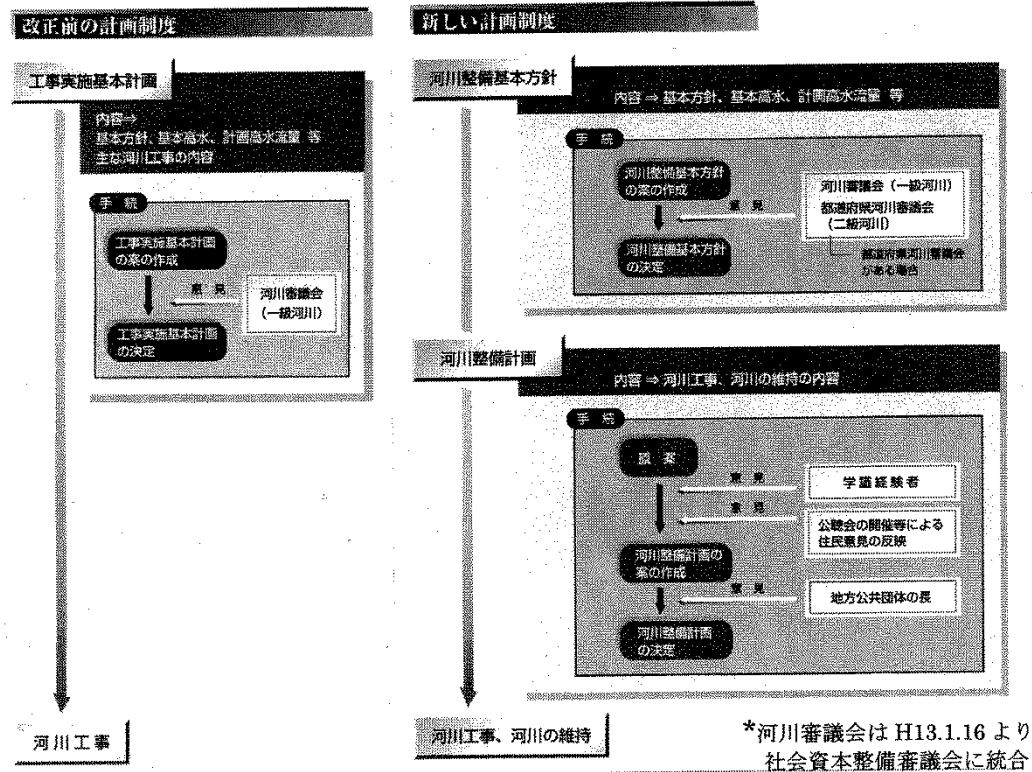 改正前の計画制度
工事実施基本計画
内容⇒
基本方針、基本高水、計画高水流量 等
主な河川工事の内容
手 続
工事実施基本計画
の案の作成
意 見
河川審議会
(一級河川)
工事実施基本計画
の決定
河川工事
新しい計画制度
河川整備基本方針
内容 ⇒ 基本方針、基本高水、計画高水流量 等
手 続
河川整備基本方針
の案の作成
意 見
河川審議会(一級河川)
都道府県河川審議会
(二級河川)
都道府県河川審議会
がある場合
河川整備基本方針
の決定
河川整備計画
内容 ⇒ 河川工事、河川の維持の内容
手 続
原 案
意 見
学識経験者
意 見
公聴会の開催等による
住民意見の反映
河川整備計画の
案の作成
意 見
地方公共団体の長
河川整備計画
の決定
河川工事、河川の維持
*河川審議会は H13.1.16 より
社会資本整備審議会に統合